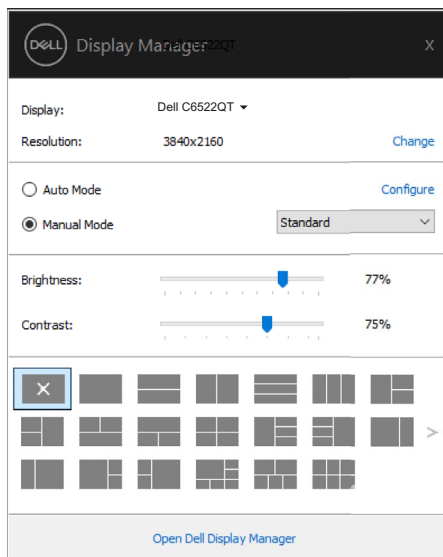 DELL Display Manager X
Display: Dell C6522QT
Resolution: 3840x2160 Change
Auto Mode Configure
Manual Mode Standard
Brightness: 77%
Contrast: 75%
Open Dell Display Manager